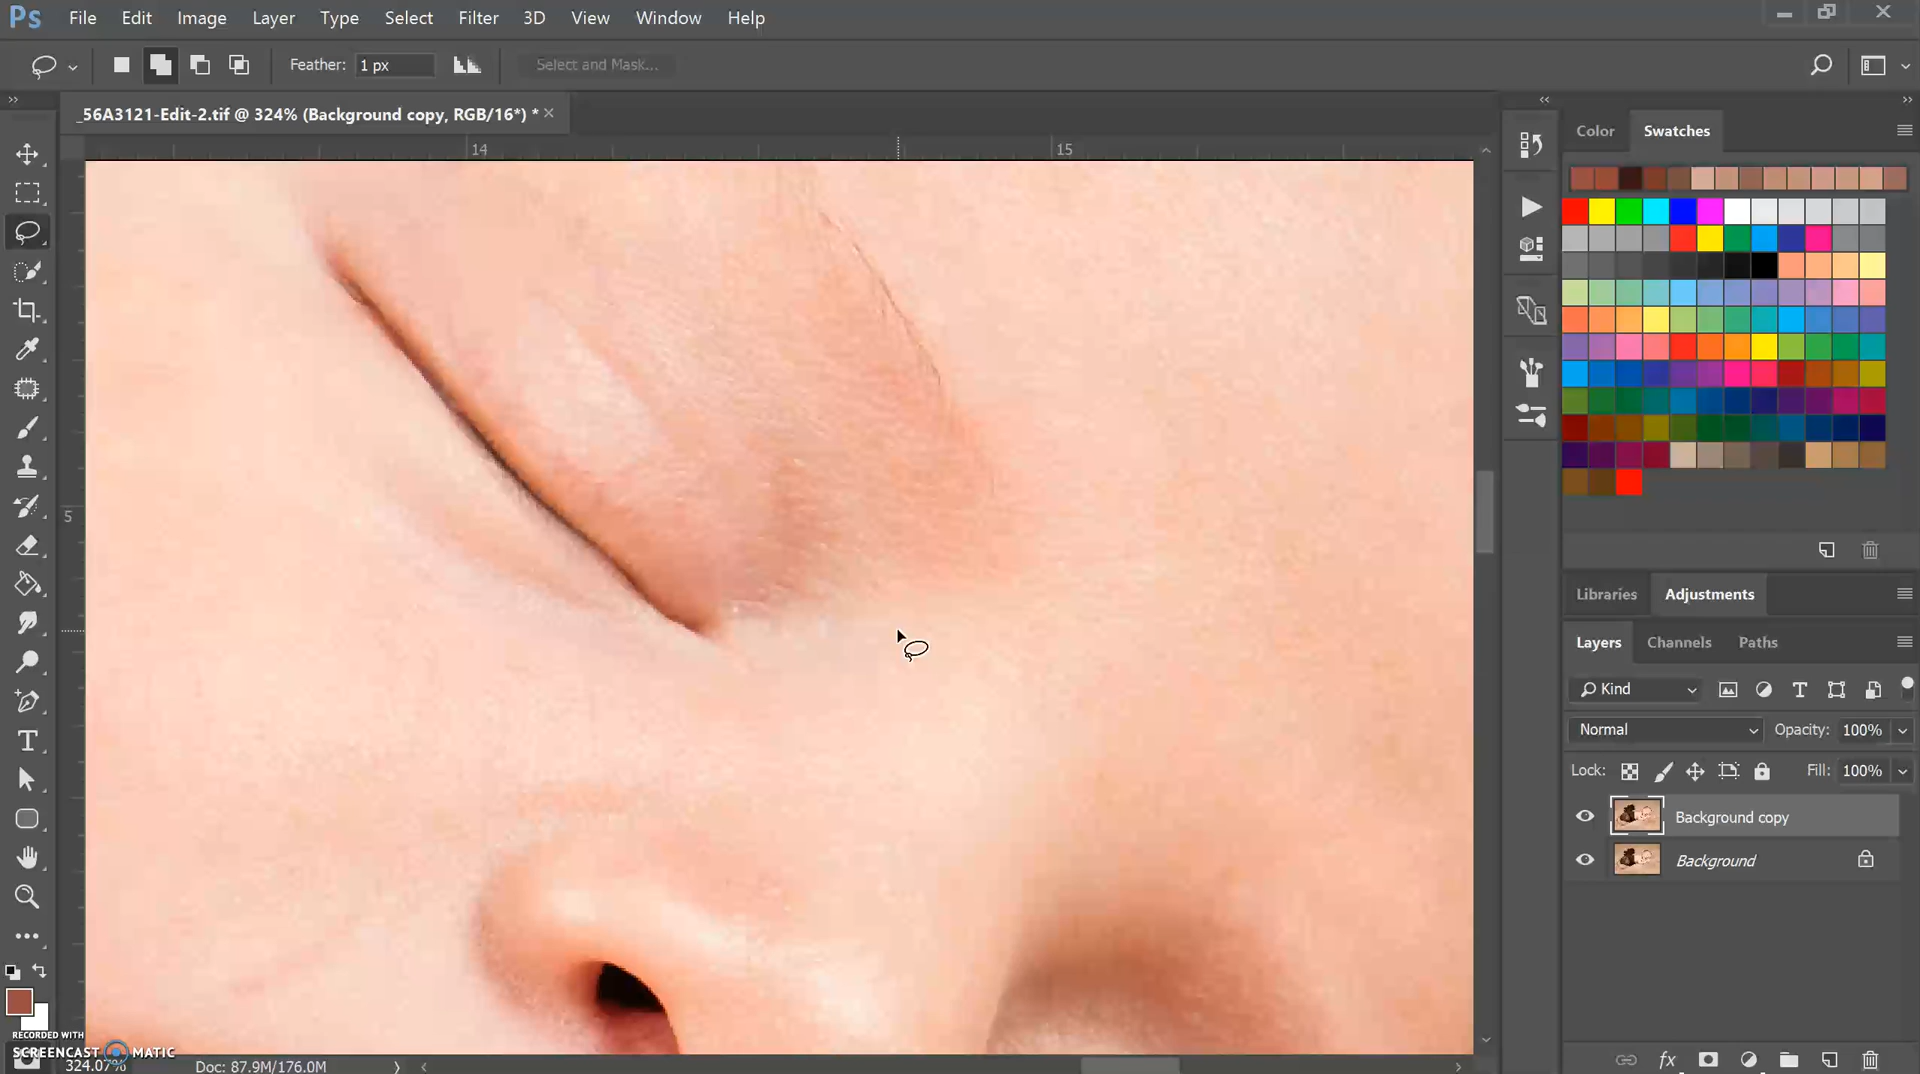 Ps File Edit Image Layer Type Select Filter 3D View Window Help
Feather: 1 px Select and Mask...
_56A3121-Edit-2.tif @ 324% (Background copy, RGB/16*) *
14 15
5
Color Swatches
Libraries Adjustments
Layers Channels Paths
Kind
Normal Opacity: 100%
Lock: Fill: 100%
Background copy
Background
fx
RECORDED WITH
SCREENCAST MATIC
324.07% Doc: 87.9M/176.0M